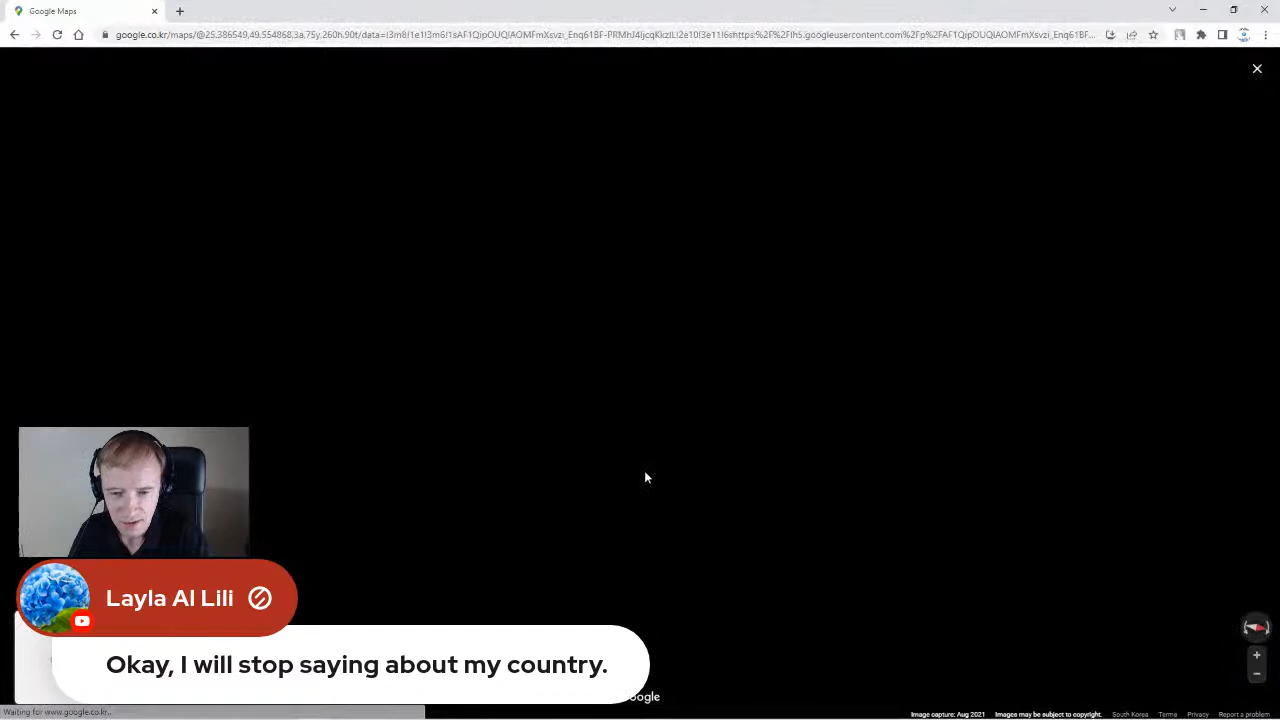 Google Maps
Layla Al Lili
Okay, I will stop saying about my country.
Waiting for www.google.co.kr...
Image capture: Aug 2021
Images may be subject to copyright.
South Korea
Terms
Privacy
Report a problem